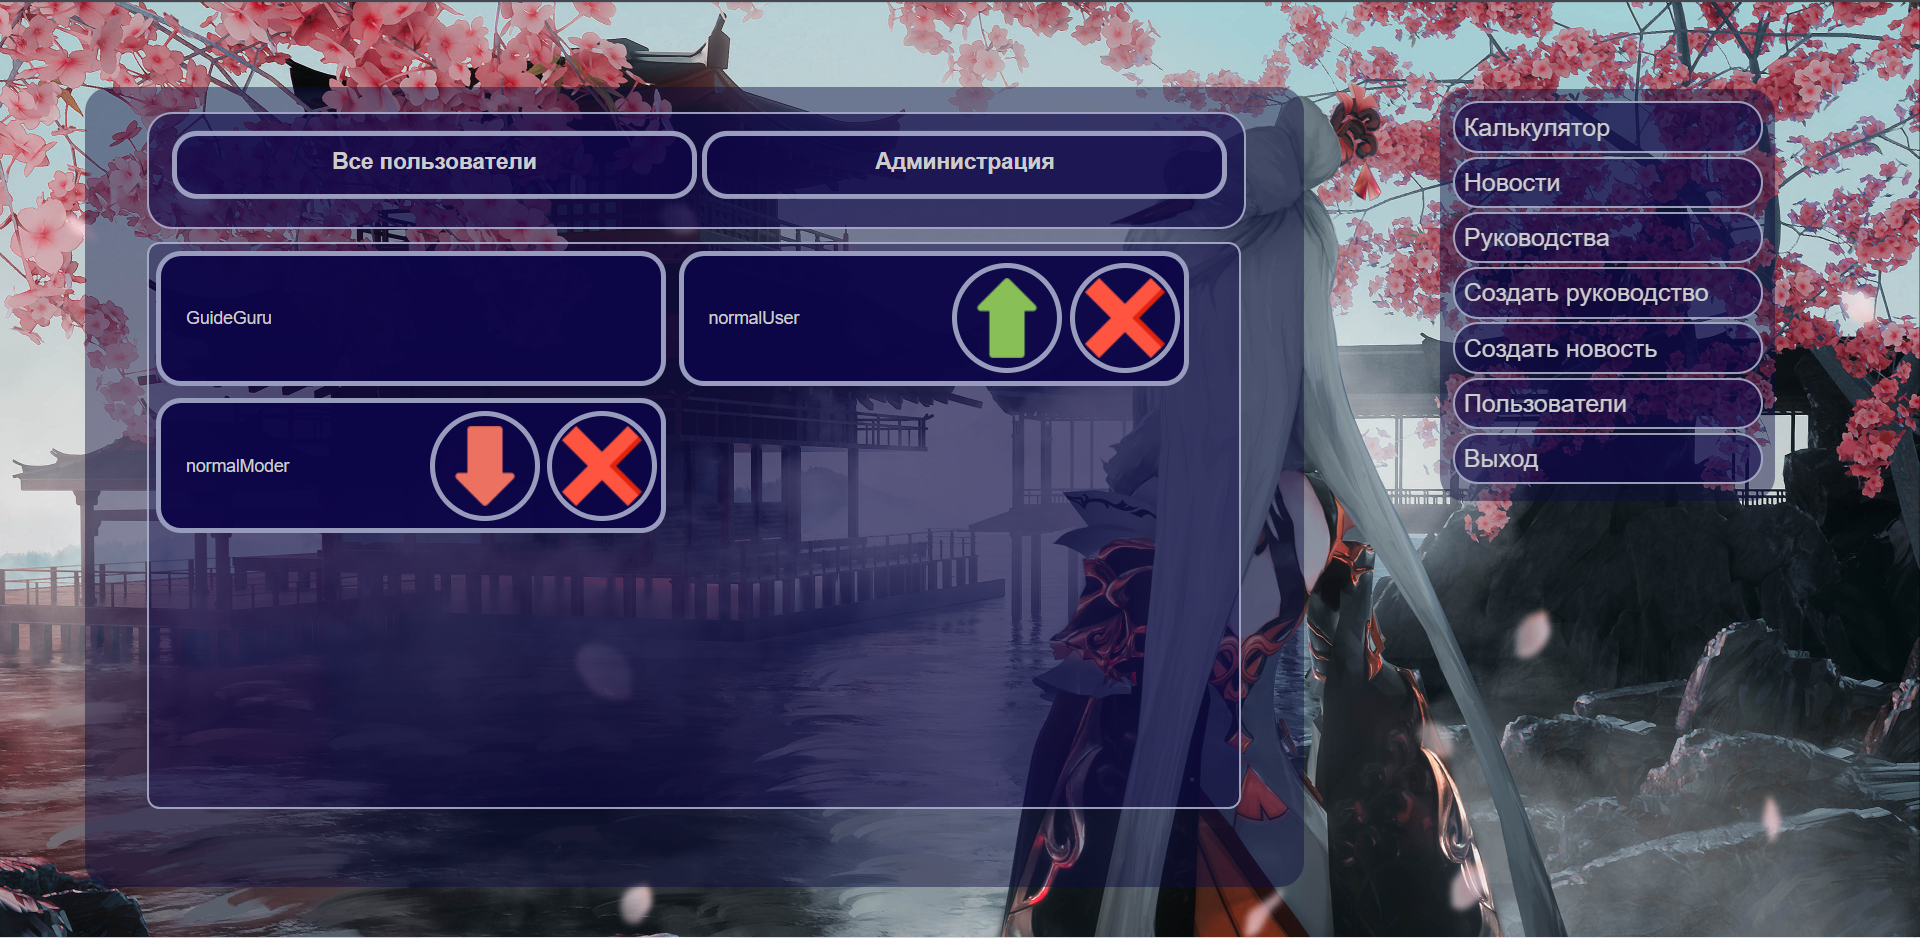 Все пользователи
Администрация
GuideGuru
normalUser
normalModer
Калькулятор
Новости
Руководства
Создать руководство
Создать новость
Пользователи
Выход